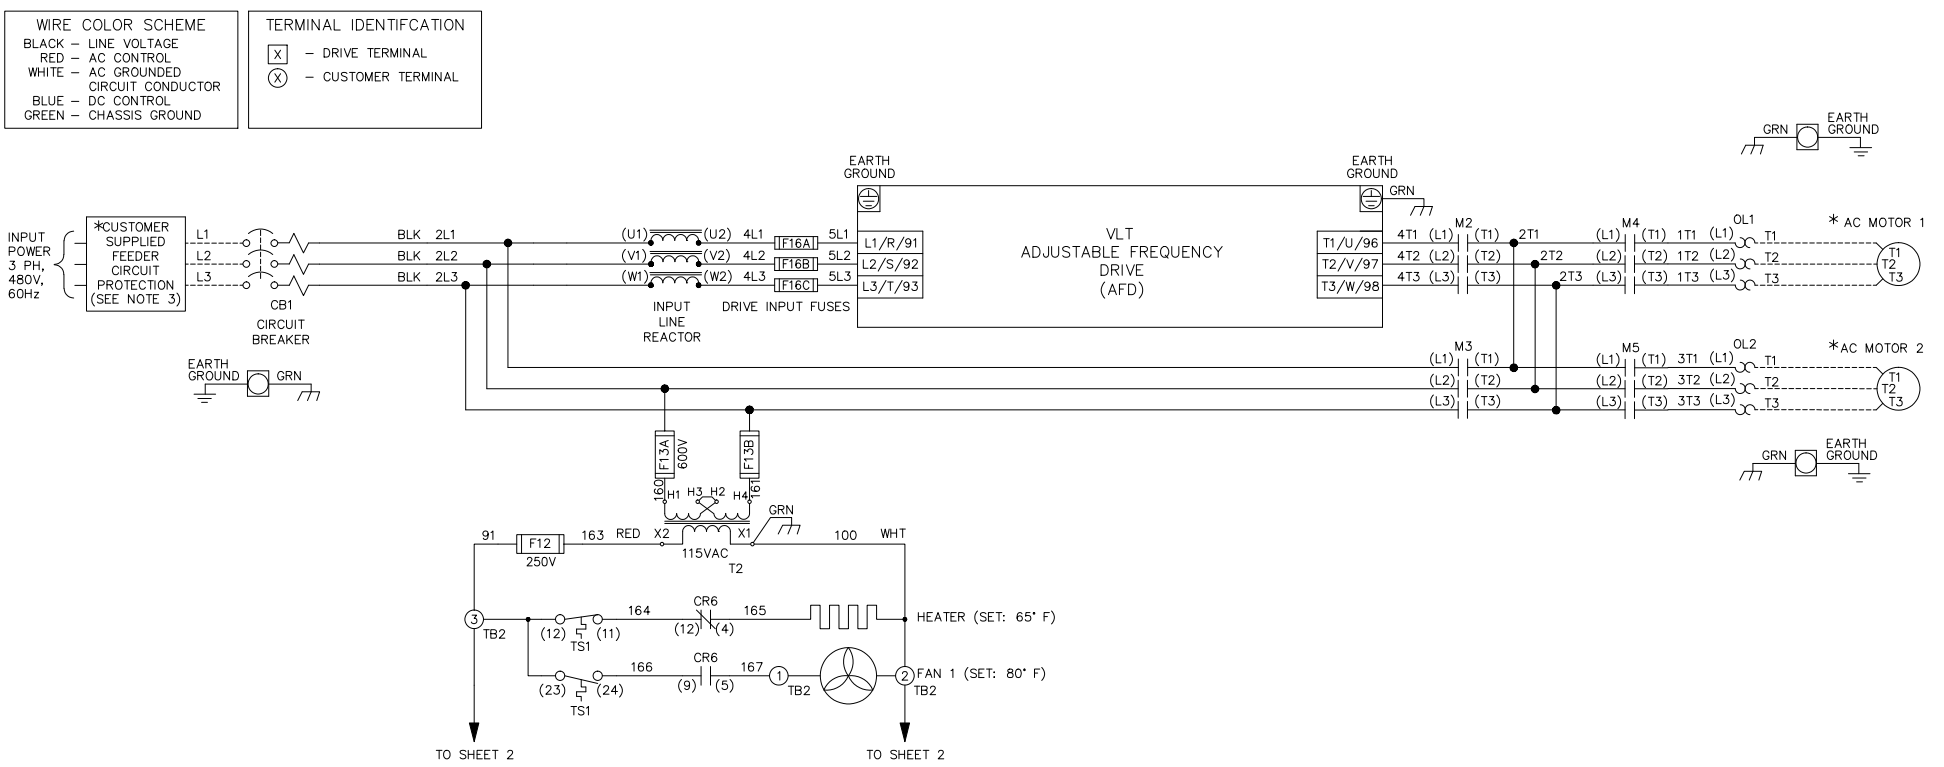 WIRE COLOR SCHEME
BLACK – LINE VOLTAGE
RED – AC CONTROL
WHITE – AC GROUNDED
CIRCUIT CONDUCTOR
BLUE – DC CONTROL
GREEN – CHASSIS GROUND
TERMINAL IDENTIFCATION
X – DRIVE TERMINAL
X – CUSTOMER TERMINAL
INPUT
POWER
3 PH,
480V,
60Hz
*CUSTOMER
SUPPLIED
FEEDER
CIRCUIT
PROTECTION
(SEE NOTE 3)
L1
L2
L3
CB1
CIRCUIT
BREAKER
EARTH
GROUND
GRN
BLK 2L1
BLK 2L2
BLK 2L3
(U1) (U2) 4L1 F16A 5L1
(V1) (V2) 4L2 F16B 5L2
(W1) (W2) 4L3 F16C 5L3
INPUT
LINE
REACTOR
DRIVE INPUT FUSES
EARTH
GROUND
L1/R/91
L2/S/92
L3/T/93
VLT
ADJUSTABLE FREQUENCY
DRIVE
(AFD)
EARTH
GROUND
GRN
T1/U/96
T2/V/97
T3/W/98
M2
4T1 (L1) (T1) 2T1
4T2 (L2) (T2) 2T2
4T3 (L3) (T3) 2T3
M4
(L1) (T1) 1T1 (L1)
(L2) (T2) 1T2 (L2)
(L3) (T3) 1T3 (L3)
OL1
T1
T2
T3
* AC MOTOR 1
T1
T2
T3
GRN
EARTH
GROUND
M3
(L1) (T1)
(L2) (T2)
(L3) (T3)
M5
(L1) (T1) 3T1 (L1)
(L2) (T2) 3T2 (L2)
(L3) (T3) 3T3 (L3)
OL2
T1
T2
T3
*AC MOTOR 2
T1
T2
T3
GRN
EARTH
GROUND
F13A
600V
F13B
160
161
H1 H3 H2 H4
GRN
91 F12 163 RED X2 X1 100 WHT
250V
115VAC
T2
3
TB2
(12) (11)
TS1
164
CR6
(12) (4)
165
HEATER (SET: 65° F)
(23) (24)
TS1
166
CR6
(9) (5)
167
1
TB2
2
TB2
FAN 1 (SET: 80° F)
TO SHEET 2
TO SHEET 2